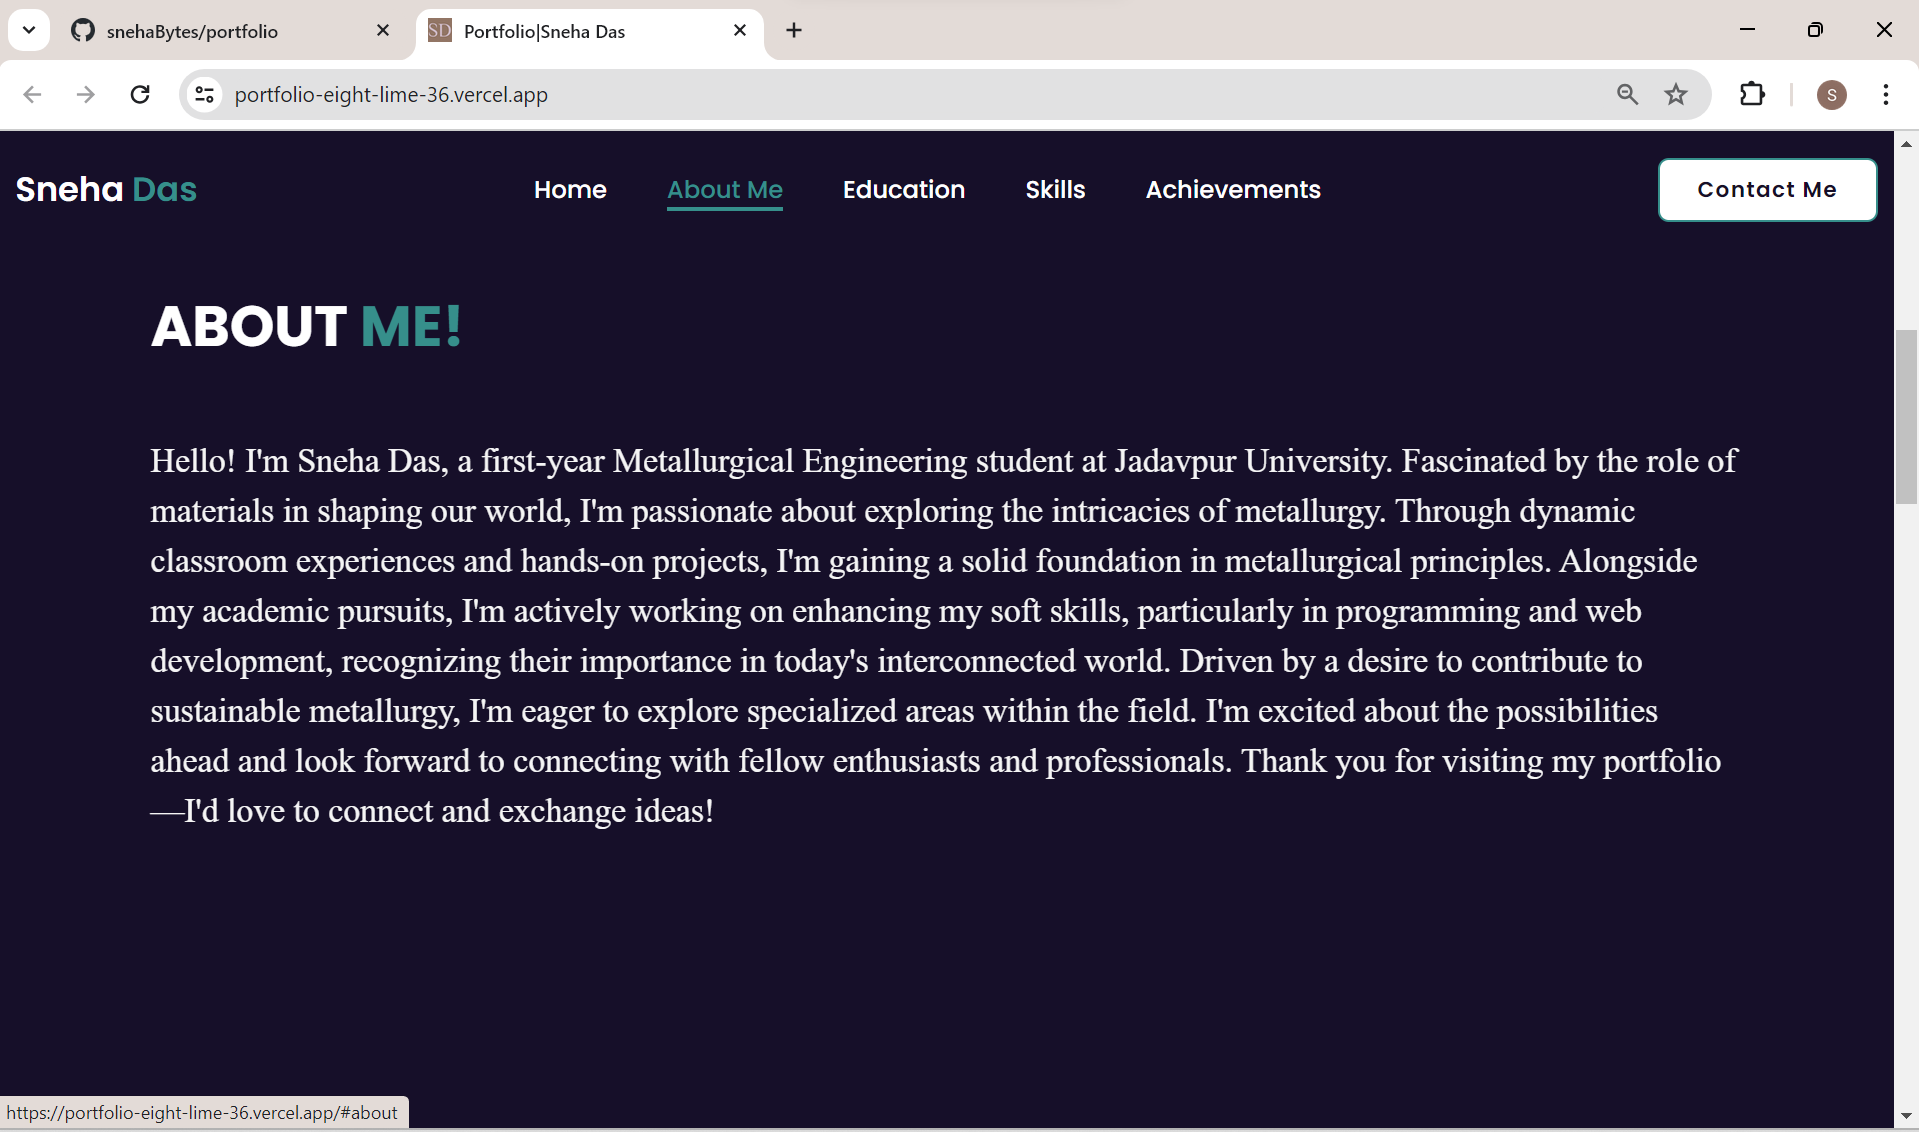 snehaBytes/portfolio
SD Portfolio|Sneha Das
portfolio-eight-lime-36.vercel.app
S
Sneha Das Home About Me Education Skills Achievements Contact Me
ABOUT ME!
Hello! I'm Sneha Das, a first-year Metallurgical Engineering student at Jadavpur University. Fascinated by the role of
materials in shaping our world, I'm passionate about exploring the intricacies of metallurgy. Through dynamic
classroom experiences and hands-on projects, I'm gaining a solid foundation in metallurgical principles. Alongside
my academic pursuits, I'm actively working on enhancing my soft skills, particularly in programming and web
development, recognizing their importance in today's interconnected world. Driven by a desire to contribute to
sustainable metallurgy, I'm eager to explore specialized areas within the field. I'm excited about the possibilities
ahead and look forward to connecting with fellow enthusiasts and professionals. Thank you for visiting my portfolio
—I'd love to connect and exchange ideas!
https://portfolio-eight-lime-36.vercel.app/#about